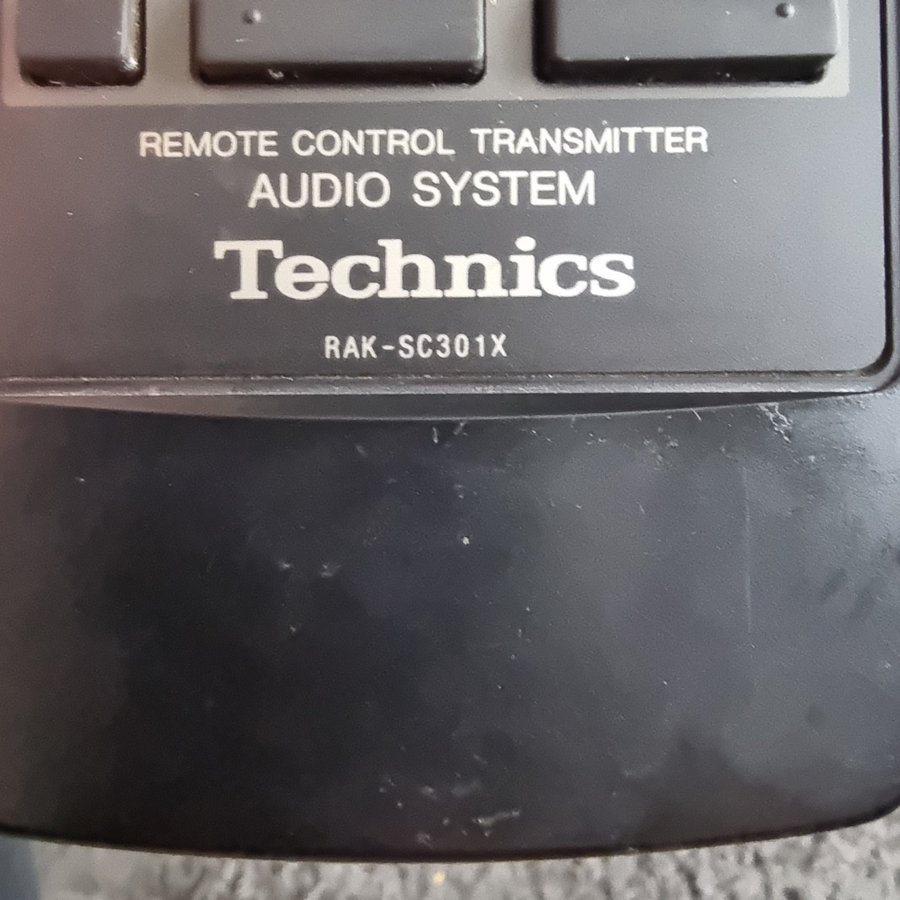 REMOTE CONTROL TRANSMITTER
AUDIO SYSTEM
Technics
RAK-SC301X